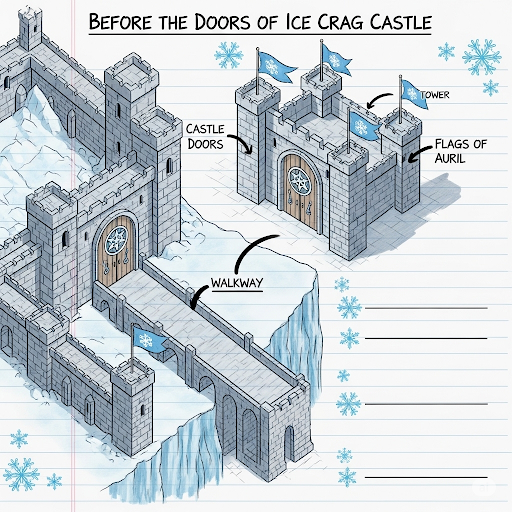 BEFORE THE DOORS OF ICE CRAG CASTLE
TOWER
CASTLE
DOORS
FLAGS OF
AURIL
WALKWAY